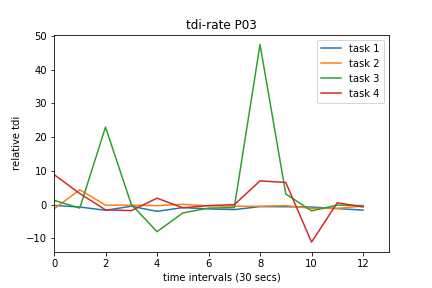 tdi-rate P03
50
40
30
20
10
0
−10
relative tdi
task 1
task 2
task 3
task 4
0 2 4 6 8 10 12
time intervals (30 secs)